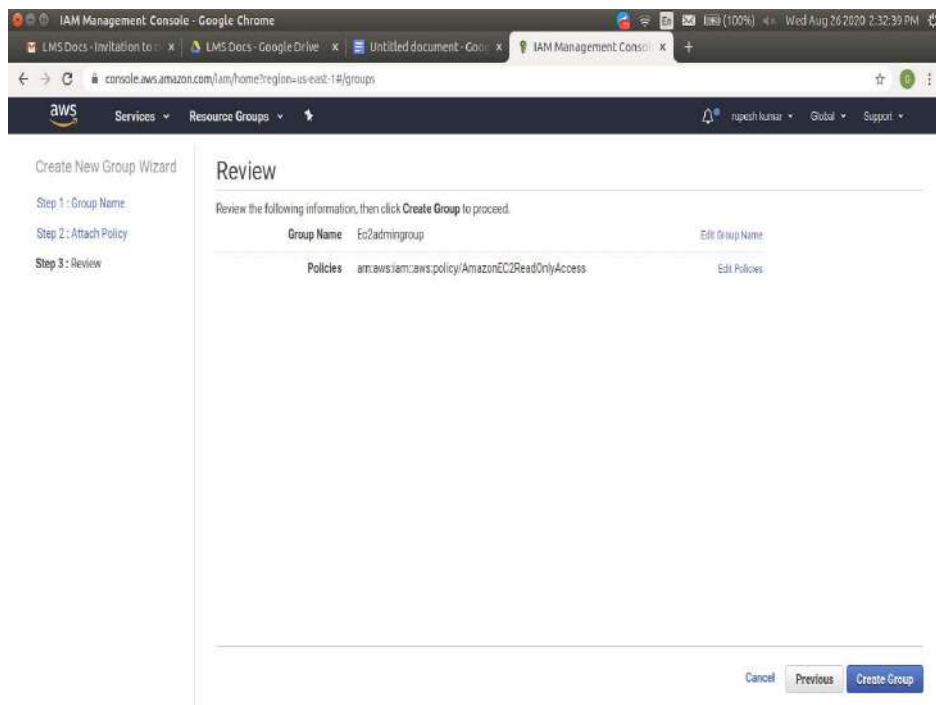 IAM Management Console - Google Chrome
En (100%) Wed Aug 26 2020 2:32:39 PM
LMS Docs - Invitation to x LMS Docs - Google Drive x Untitled document - Goog x IAM Management Consol x +
console.aws.amazon.com/iam/home?region=us-east-1#/groups
aws Services Resource Groups rupesh kumar Global Support
Create New Group Wizard
Step 1 : Group Name
Step 2 : Attach Policy
Step 3 : Review
Review
Review the following information, then click Create Group to proceed.
Group Name Ec2admingroup Edit Group Name
Policies arn:aws:iam::aws:policy/AmazonEC2ReadOnlyAccess Edit Policies
Cancel Previous Create Group